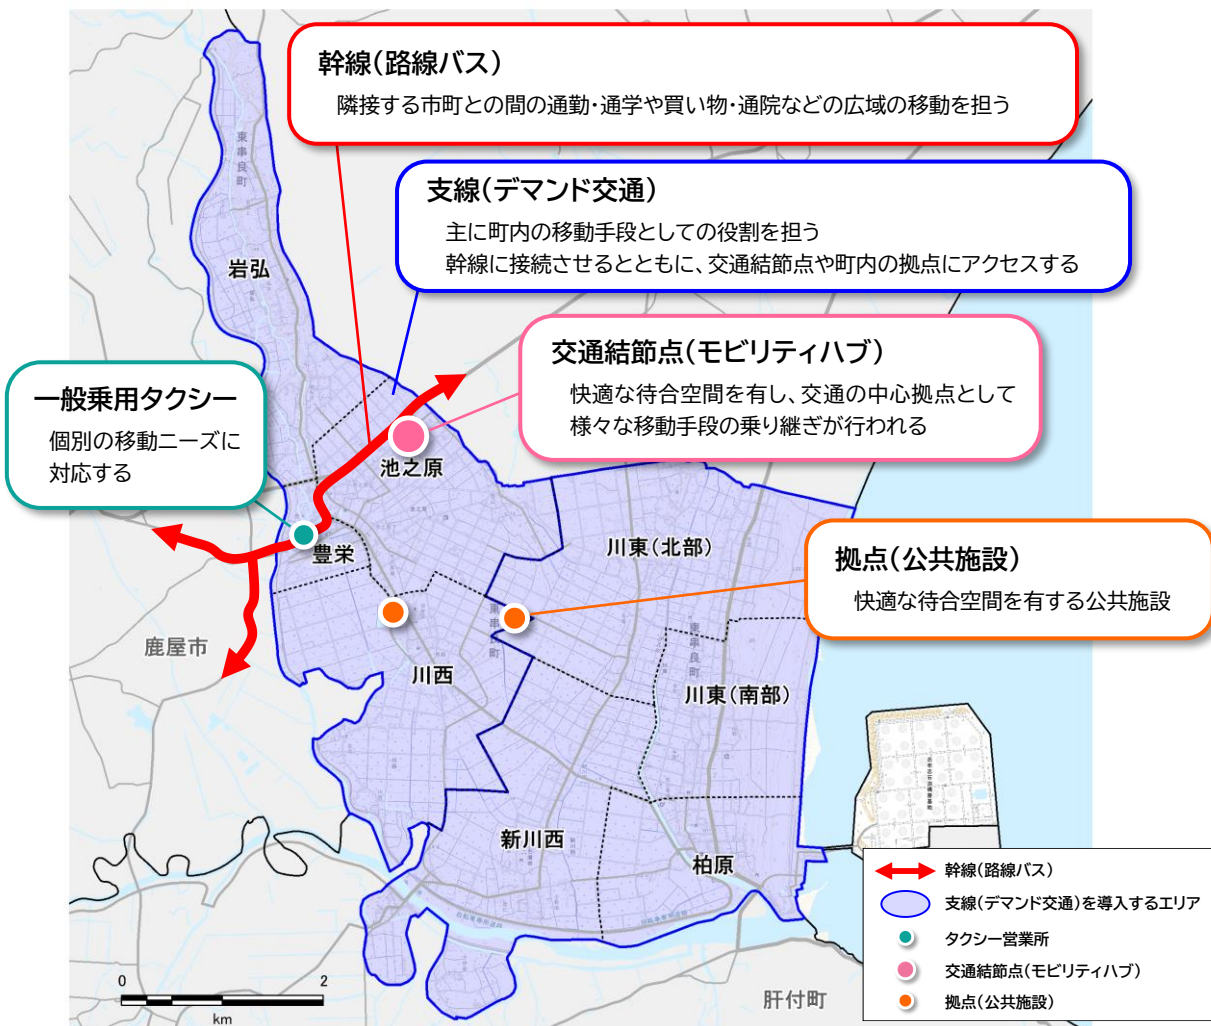 幹線(路線バス)
隣接する市町との間の通勤・通学や買い物・通院などの広域の移動を担う
支線(デマンド交通)
主に町内の移動手段としての役割を担う
幹線に接続させるとともに、交通結節点や町内の拠点にアクセスする
交通結節点(モビリティハブ)
快適な待合空間を有し、交通の中心拠点として
様々な移動手段の乗り継ぎが行われる
一般乗用タクシー
個別の移動ニーズに
対応する
拠点(公共施設)
快適な待合空間を有する公共施設
東串良町
岩弘
池之原
豊栄
川東(北部)
東串良町
東串良町
鹿屋市
川西
川東(南部)
新川西
柏原
肝付町
0 2
km
幹線(路線バス)
支線(デマンド交通)を導入するエリア
タクシー営業所
交通結節点(モビリティハブ)
拠点(公共施設)